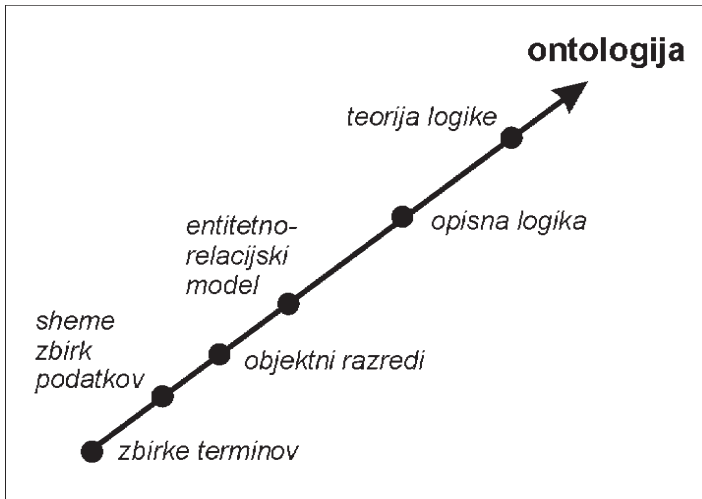 ontologija
teorija logike
opisna logika
entitetno-
relacijski
model
sheme
zbirk
podatkov
objektni razredi
zbirke terminov